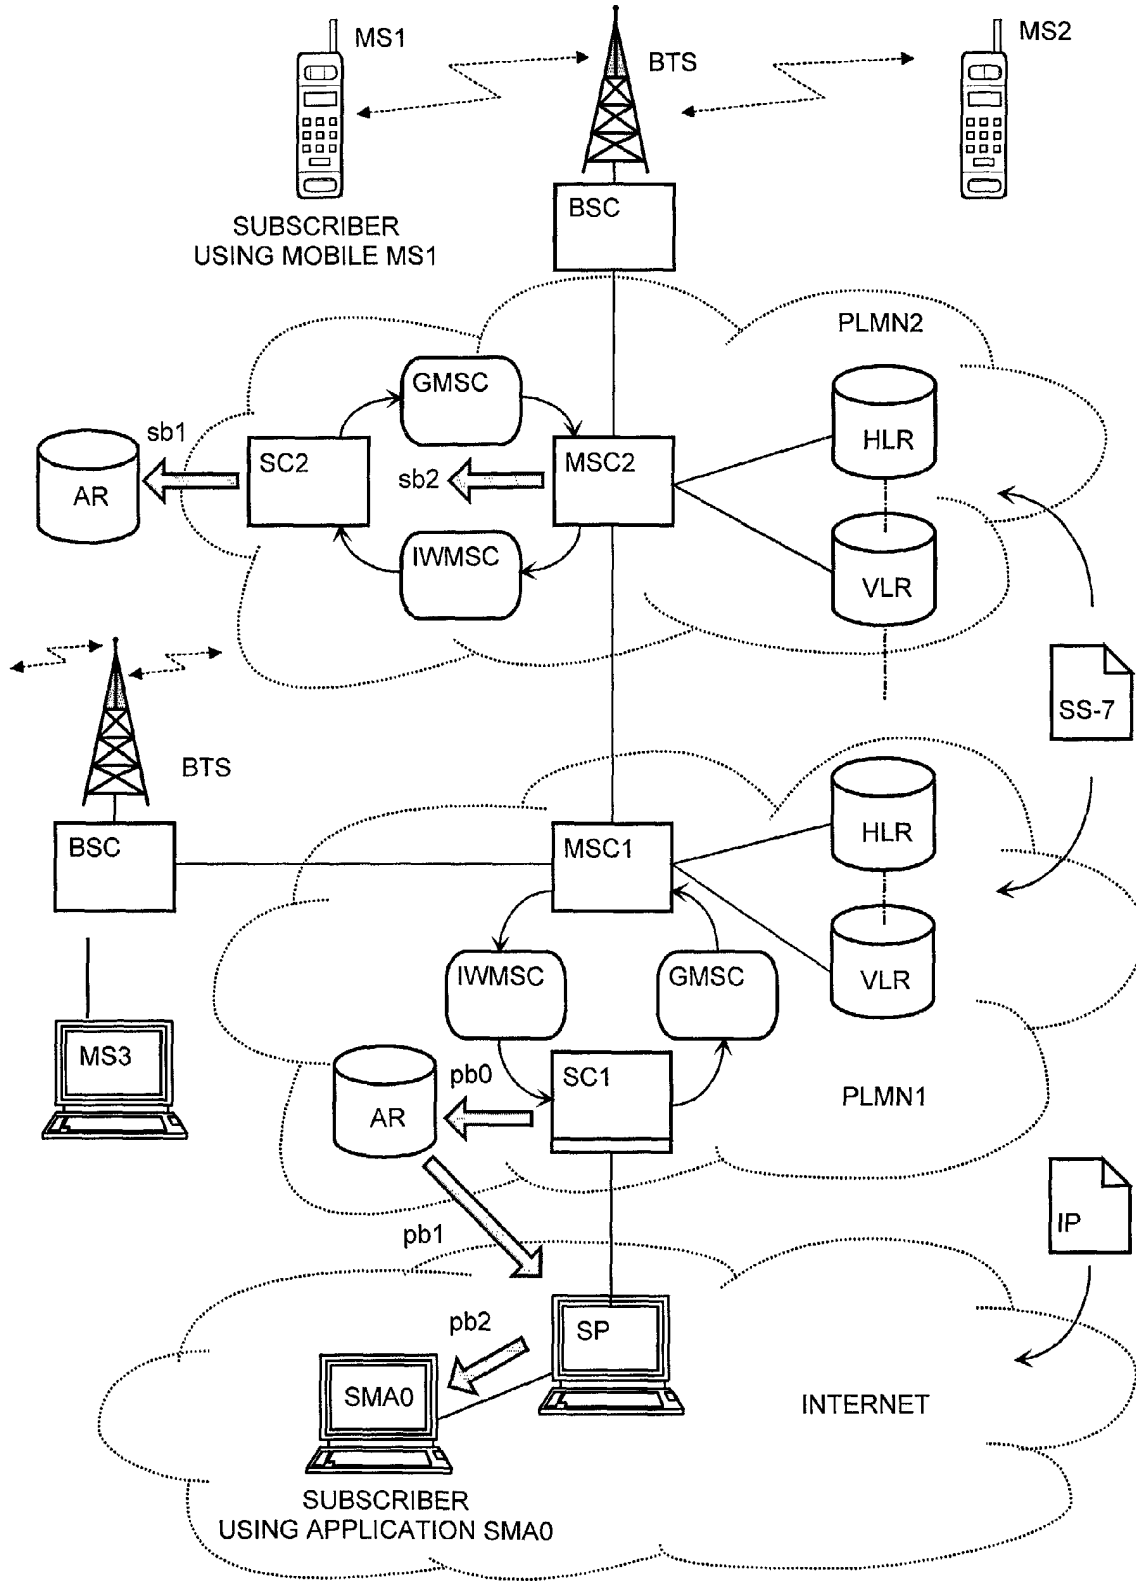 MS1
BTS
MS2
SUBSCRIBER
USING MOBILE MS1
BSC
PLMN2
GMSC
HLR
sb1
SC2
MSC2
sb2
AR
IWMSC
VLR
SS-7
BTS
BSC
MSC1
HLR
IWMSC
GMSC
VLR
MS3
pb0
SC1
AR
PLMN1
pb1
IP
pb2
SP
SMA0
INTERNET
SUBSCRIBER
USING APPLICATION SMA0